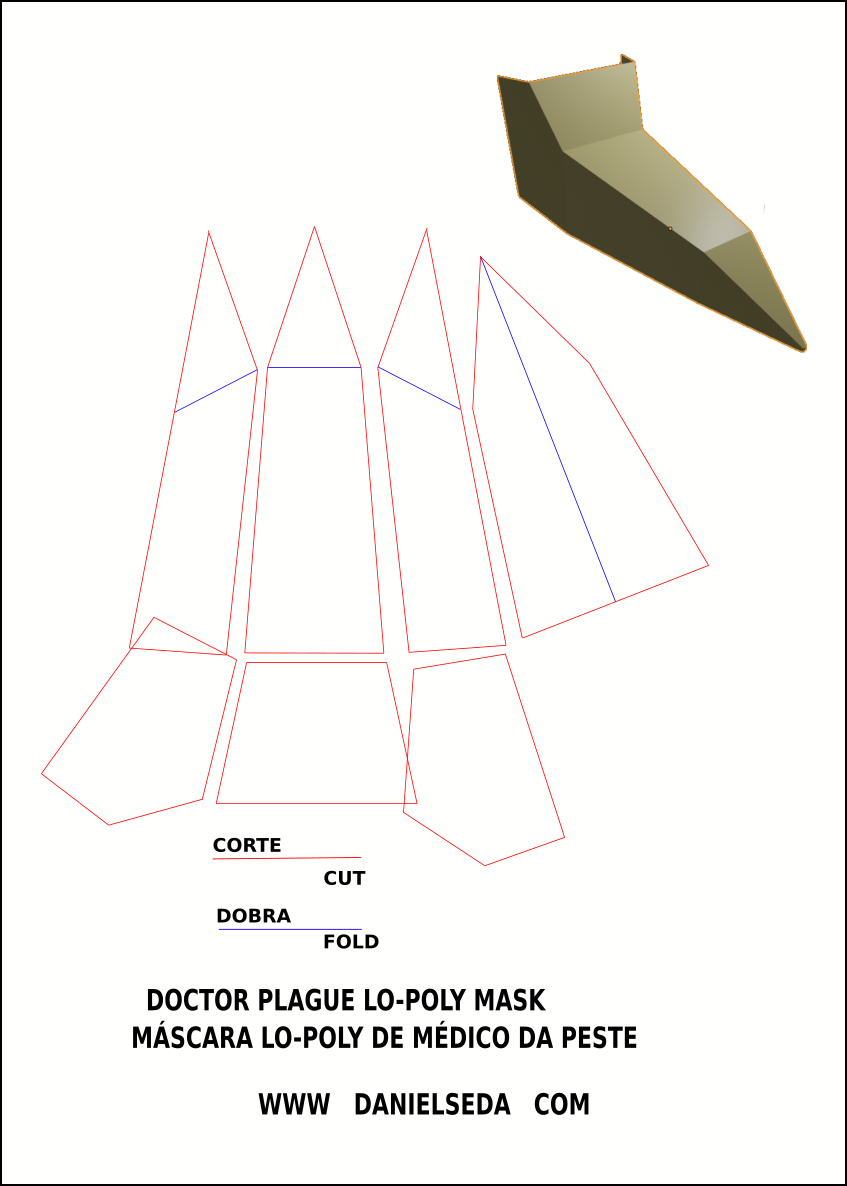 CORTE
CUT
DOBRA
FOLD
DOCTOR PLAGUE LO-POLY MASK
MÁSCARA LO-POLY DE MÉDICO DA PESTE
WWW DANIELSEDA COM